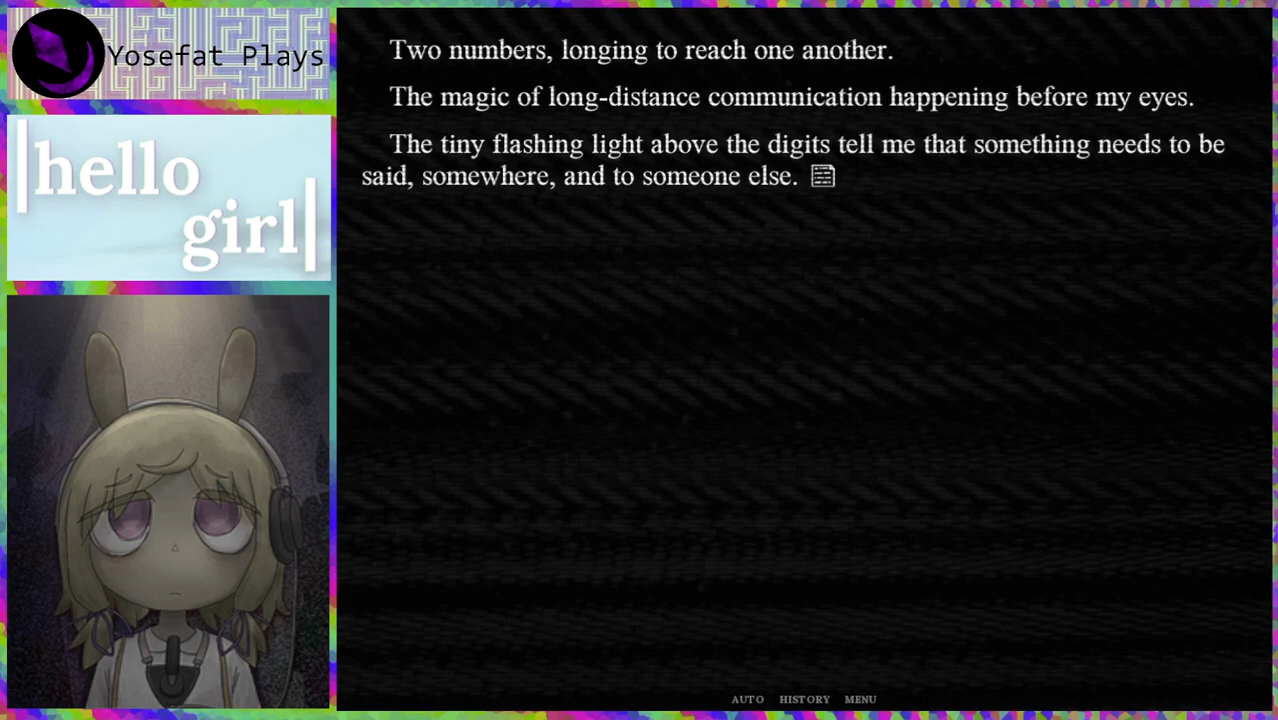 Yosefat Plays
|hello
girl|
Two numbers, longing to reach one another.
The magic of long-distance communication happening before my eyes.
The tiny flashing light above the digits tell me that something needs to be
said, somewhere, and to someone else.
AUTO HISTORY MENU